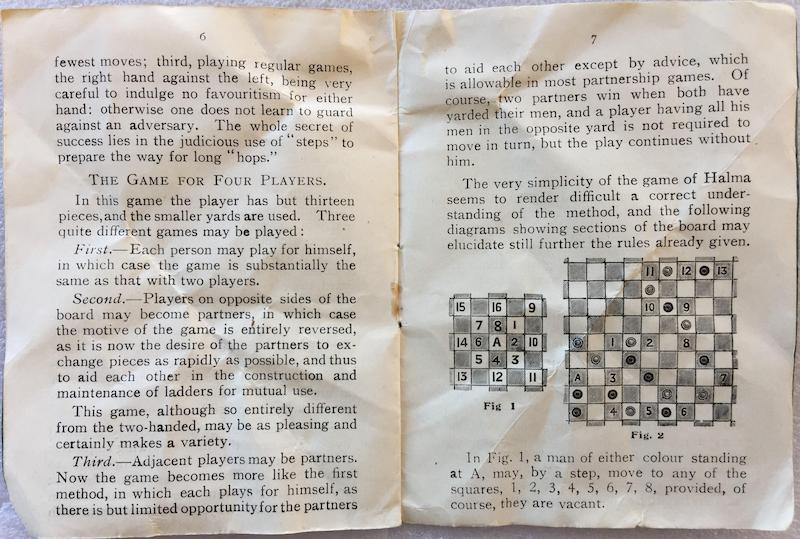 6
fewest moves; third, playing regular games,
the right hand against the left, being very
careful to indulge no favouritism for either
hand: otherwise one does not learn to guard
against an adversary. The whole secret of
success lies in the judicious use of "steps" to
prepare the way for long "hops."
THE GAME FOR FOUR PLAYERS.
In this game the player has but thirteen
pieces, and the smaller yards are used. Three
quite different games may be played:
First.—Each person may play for himself,
in which case the game is substantially the
same as that with two players.
Second.—Players on opposite sides of the
board may become partners, in which case
the motive of the game is entirely reversed,
as it is now the desire of the partners to ex-
change pieces as rapidly as possible, and thus
to aid each other in the construction and
maintenance of ladders for mutual use.
This game, although so entirely different
from the two-handed, may be as pleasing and
certainly makes a variety.
Third.—Adjacent players may be partners.
Now the game becomes more like the first
method, in which each plays for himself, as
there is but limited opportunity for the partners
7
to aid each other except by advice, which
is allowable in most partnership games. Of
course, two partners win when both have
yarded their men, and a player having all his
men in the opposite yard is not required to
move in turn, but the play continues without
him.
The very simplicity of the game of Halma
seems to render difficult a correct under-
standing of the method, and the following
diagrams showing sections of the board may
elucidate still further the rules already given.
15 16 9
7 8 1
14 6 A 2 10
5 4 3
13 12 11
Fig 1
11 12 13
10 9
1 2 8
A 3 7
4 5 6
Fig. 2
In Fig. 1, a man of either colour standing
at A, may, by a step, move to any of the
squares, 1, 2, 3, 4, 5, 6, 7, 8, provided, of
course, they are vacant.